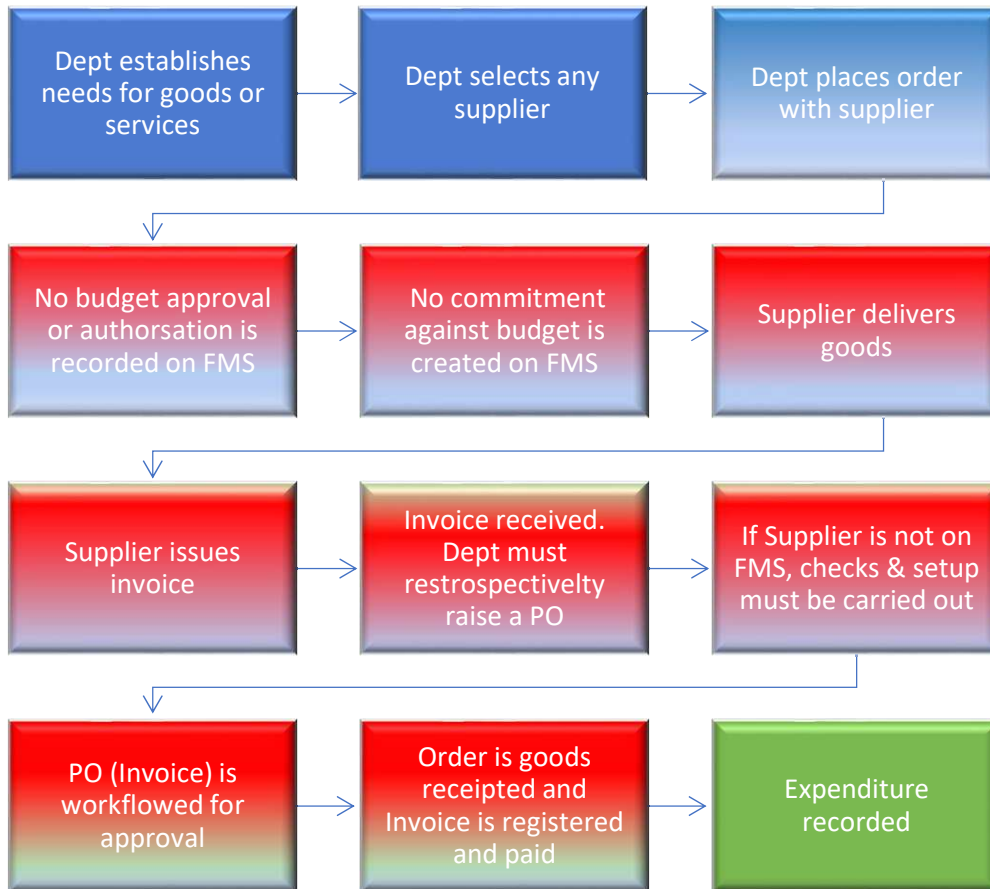 Dept establishes
needs for goods or
services
Dept selects any
supplier
Dept places order
with supplier
No budget approval
or authorsation is
recorded on FMS
No commitment
against budget is
created on FMS
Supplier delivers
goods
Supplier issues
invoice
Invoice received.
Dept must
restrospectivelty
raise a PO
If Supplier is not on
FMS, checks & setup
must be carried out
PO (Invoice) is
workflowed for
approval
Order is goods
receipted and
Invoice is registered
and paid
Expenditure
recorded